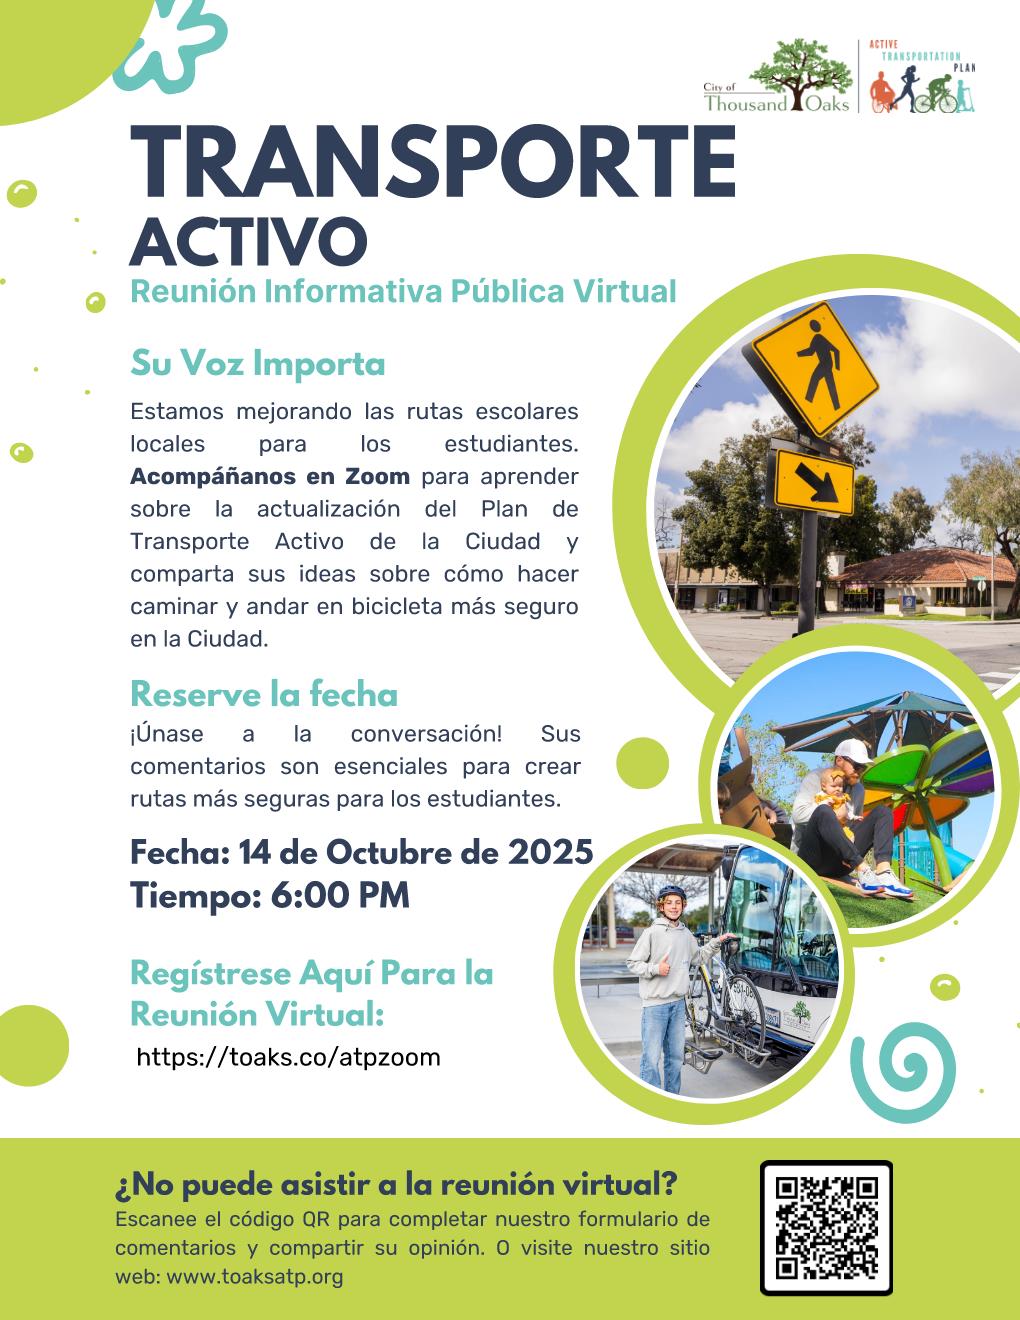 City of
Thousand Oaks
ACTIVE
TRANSPORTATION
PLAN
TRANSPORTE
ACTIVO
Reunión Informativa Pública Virtual
Su Voz Importa
Estamos mejorando las rutas escolares
locales para los estudiantes.
Acompáñanos en Zoom para aprender
sobre la actualización del Plan de
Transporte Activo de la Ciudad y
comparta sus ideas sobre cómo hacer
caminar y andar en bicicleta más seguro
en la Ciudad.
Reserve la fecha
¡Únase a la conversación! Sus
comentarios son esenciales para crear
rutas más seguras para los estudiantes.
Fecha: 14 de Octubre de 2025
Tiempo: 6:00 PM
Regístrese Aquí Para la
Reunión Virtual:
https://toaks.co/atpzoom
¿No puede asistir a la reunión virtual?
Escanee el código QR para completar nuestro formulario de
comentarios y compartir su opinión. O visite nuestro sitio
web: www.toaksatp.org